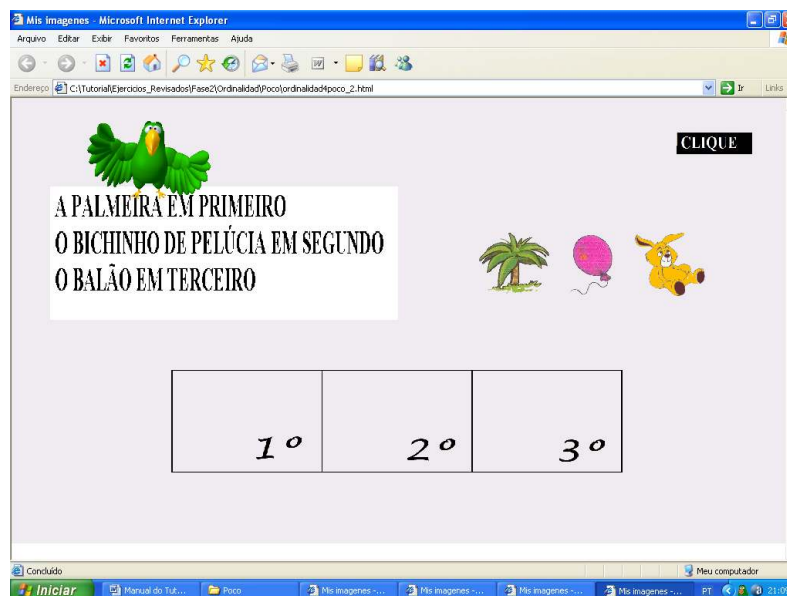 Mis imagenes - Microsoft Internet Explorer
Arquivo Editar Exibir Favoritos Ferramentas Ajuda
Endereço C:\Tutorial\Ejercicios_Revisados\Fase2\Ordinalidad\Poco\ordinalidad4poco_2.html Ir Links
CLIQUE
A PALMEIRA EM PRIMEIRO
O BICHINHO DE PELÚCIA EM SEGUNDO
O BALÃO EM TERCEIRO
1º 2º 3º
Concluído Meu computador
Iniciar Manual do Tut... Poco Mis imagenes -... Mis imagenes -... Mis imagenes -... Mis imagenes -... PT